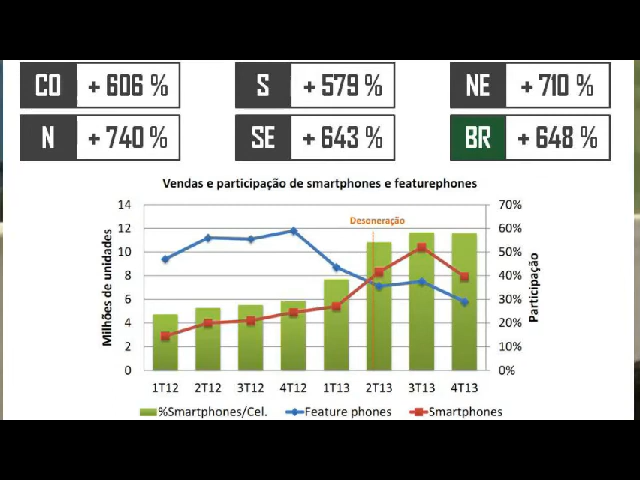 CO + 606 % S + 579 % NE + 710 %
N + 740 % SE + 643 % BR + 648 %
Vendas e participação de smartphones e featurephones
14 70%
Desoneração
12 60%
10 50%
8 40%
6 30%
4 20%
2 10%
0 0%
Milhões de unidades
Participação
1T12 2T12 3T12 4T12 1T13 2T13 3T13 4T13
%Smartphones/Cel. Feature phones Smartphones